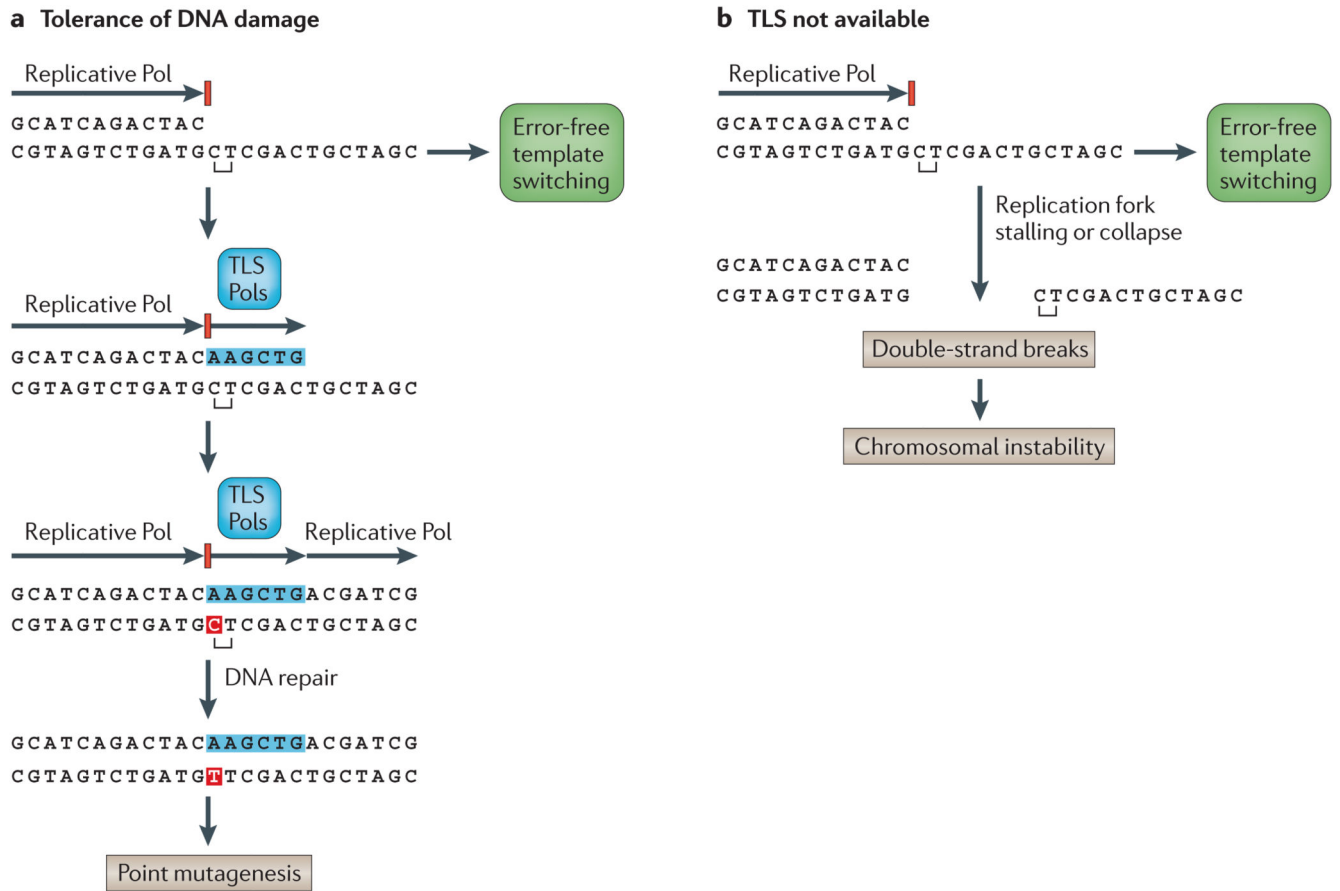 a Tolerance of DNA damage
Replicative Pol
GCATCAGACTAC
CGTAGTCTGATGCTCGACTGCTAGC
Error-free
template
switching
TLS
Pols
Replicative Pol
GCATCAGACTACAAGCTG
CGTAGTCTGATGCTCGACTGCTAGC
TLS
Pols
Replicative Pol
Replicative Pol
GCATCAGACTACAAGCTGACGATCG
CGTAGTCTGATGCTCGACTGCTAGC
DNA repair
GCATCAGACTACAAGCTGACGATCG
CGTAGTCTGATGTTCGACTGCTAGC
Point mutagenesis
b TLS not available
Replicative Pol
GCATCAGACTAC
CGTAGTCTGATGCTCGACTGCTAGC
Error-free
template
switching
Replication fork
stalling or collapse
GCATCAGACTAC
CGTAGTCTGATG CTCGACTGCTAGC
Double-strand breaks
Chromosomal instability